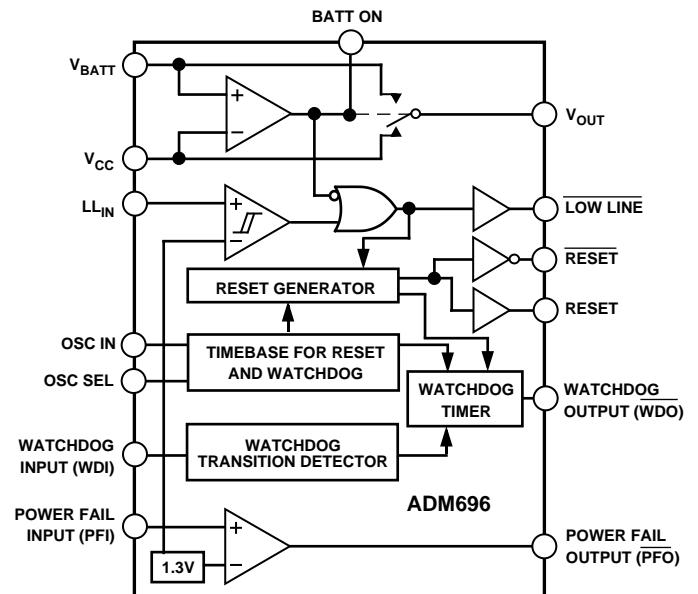 BATT ON
VBATT
VCC
VOUT
LLIN
LOW LINE
RESET
RESET
RESET GENERATOR
OSC IN
OSC SEL
TIMEBASE FOR RESET
AND WATCHDOG
WATCHDOG
TIMER
WATCHDOG
OUTPUT (WDO)
WATCHDOG
INPUT (WDI)
WATCHDOG
TRANSITION DETECTOR
ADM696
POWER FAIL
INPUT (PFI)
1.3V
POWER FAIL
OUTPUT (PFO)